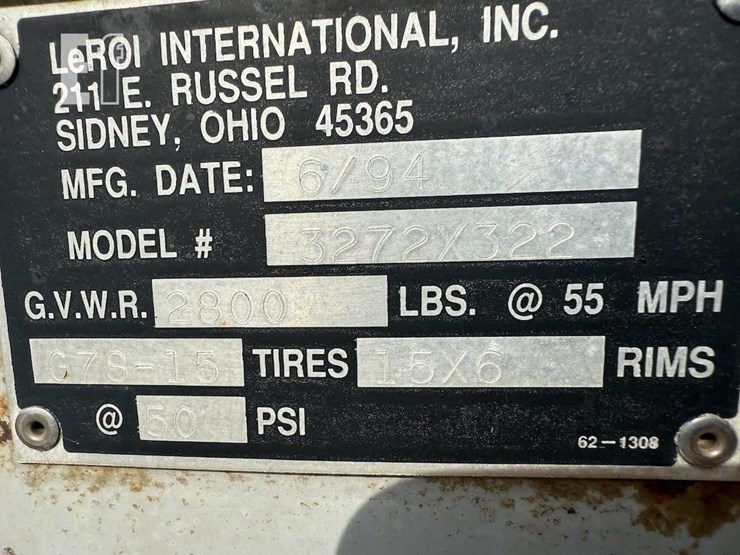 LeROI INTERNATIONAL, INC.
211 E. RUSSEL RD.
SIDNEY, OHIO 45365
MFG. DATE: 6/94
MODEL # 3272X322
G.V.W.R. 2800 LBS. @ 55 MPH
G78-15 TIRES 15X6 RIMS
@ 50 PSI
62-1308